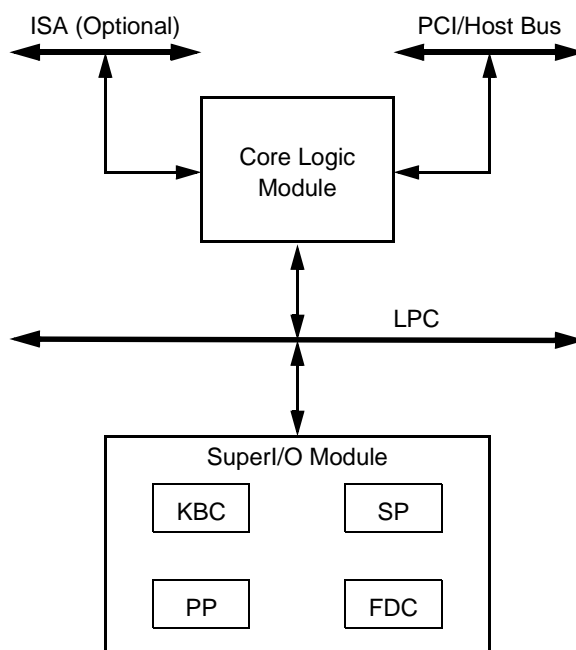 ISA (Optional)
PCI/Host Bus
Core Logic
Module
LPC
SuperI/O Module
KBC
SP
PP
FDC